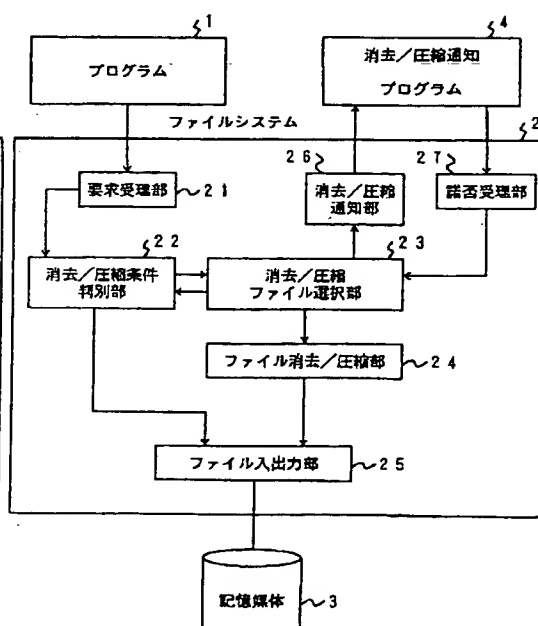 1
プログラム
4
消去／圧縮通知
プログラム
ファイルシステム
2
要求受理部
21
26
消去／圧縮
通知部
27
諾否受理部
22
消去／圧縮条件
判別部
23
消去／圧縮
ファイル選択部
ファイル消去／圧縮部
24
ファイル入出力部
25
記憶媒体
3